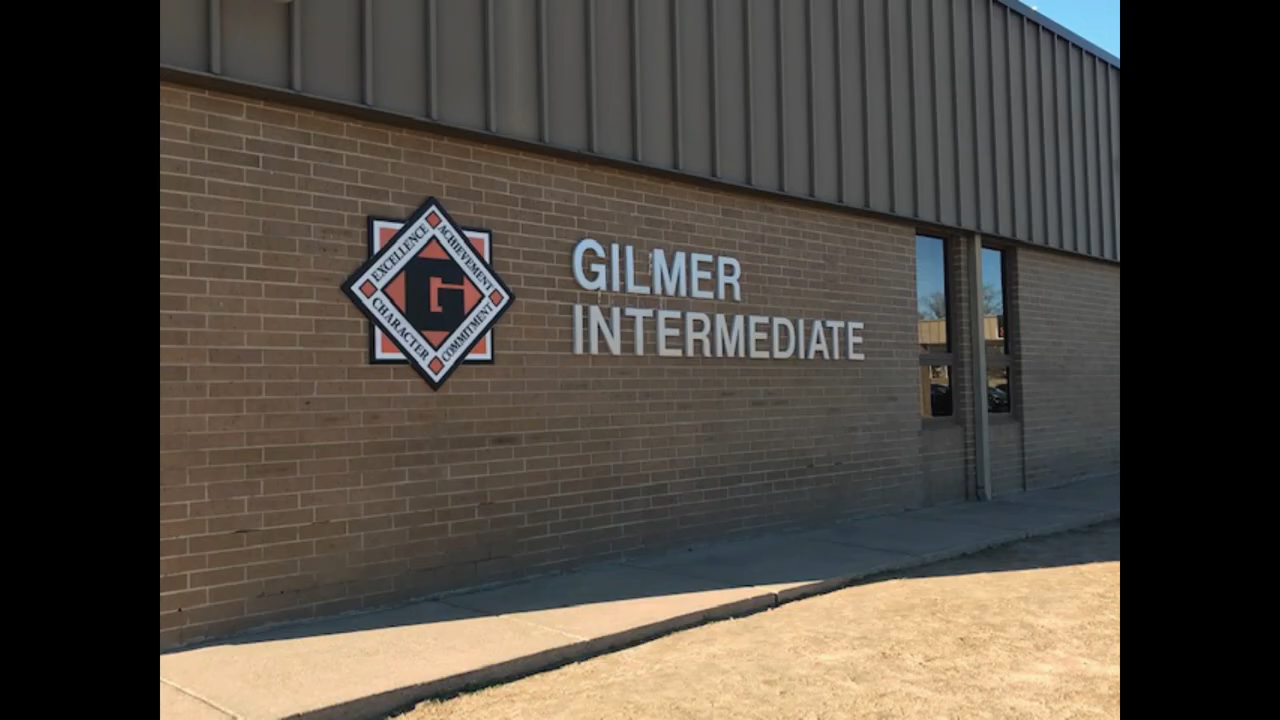 EXCELLENCE
ACHIEVEMENT
G
CHARACTER
COMMITMENT
GILMER
INTERMEDIATE